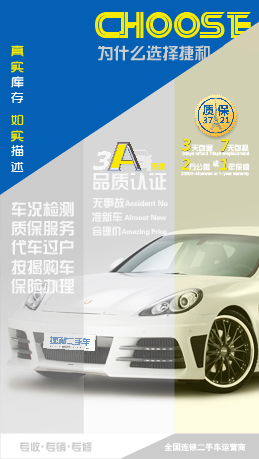 CHOOSE
为什么选择捷和
真实库存 如实描述
质保
37 21
3A
品质认证
无事故 Accident No
准新车 Almost New
合理价 Amazing Price
车况检测
质保服务
代车过户
按揭购车
保险办理
捷和二手车
专收·专销·专修
全国连锁二手车运营商